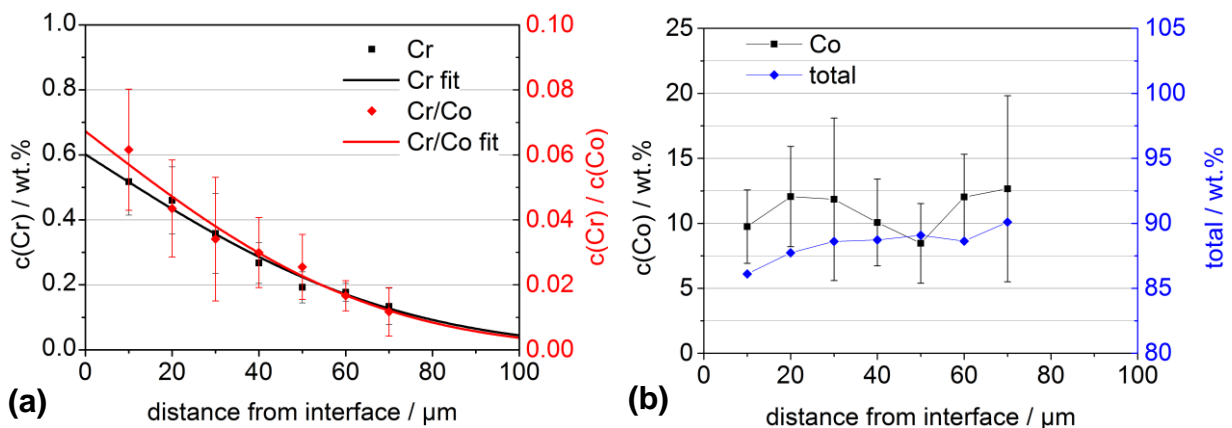 1.0
0.8
0.6
0.4
0.2
0.0
c(Cr) / wt.%
Cr
Cr fit
Cr/Co
Cr/Co fit
0.10
0.08
0.06
0.04
0.02
0.00
c(Cr) / c(Co)
0 20 40 60 80 100
distance from interface / µm
(a)
25
20
15
10
5
0
c(Co) / wt.%
Co
total
105
100
95
90
85
80
total / wt.%
0 20 40 60 80 100
distance from interface / µm
(b)